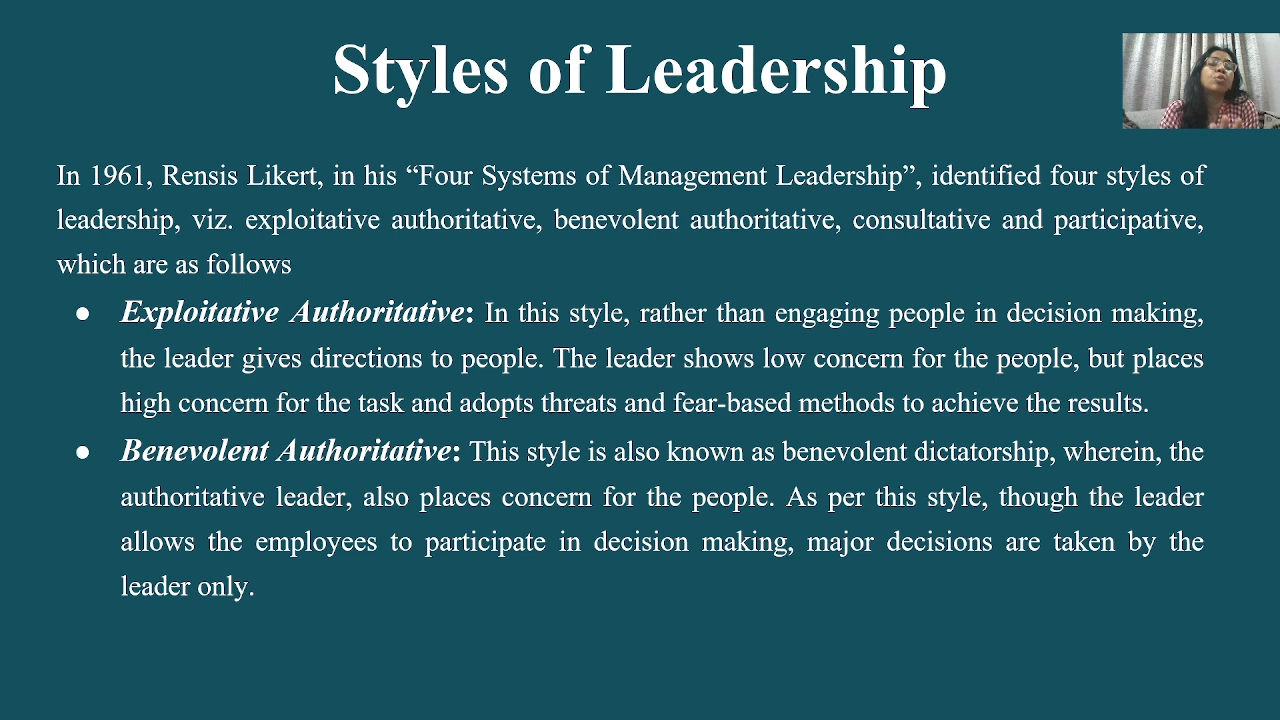 Styles of Leadership
In 1961, Rensis Likert, in his “Four Systems of Management Leadership”, identified four styles of
leadership, viz. exploitative authoritative, benevolent authoritative, consultative and participative,
which are as follows
● Exploitative Authoritative: In this style, rather than engaging people in decision making,
the leader gives directions to people. The leader shows low concern for the people, but places
high concern for the task and adopts threats and fear-based methods to achieve the results.
● Benevolent Authoritative: This style is also known as benevolent dictatorship, wherein, the
authoritative leader, also places concern for the people. As per this style, though the leader
allows the employees to participate in decision making, major decisions are taken by the
leader only.